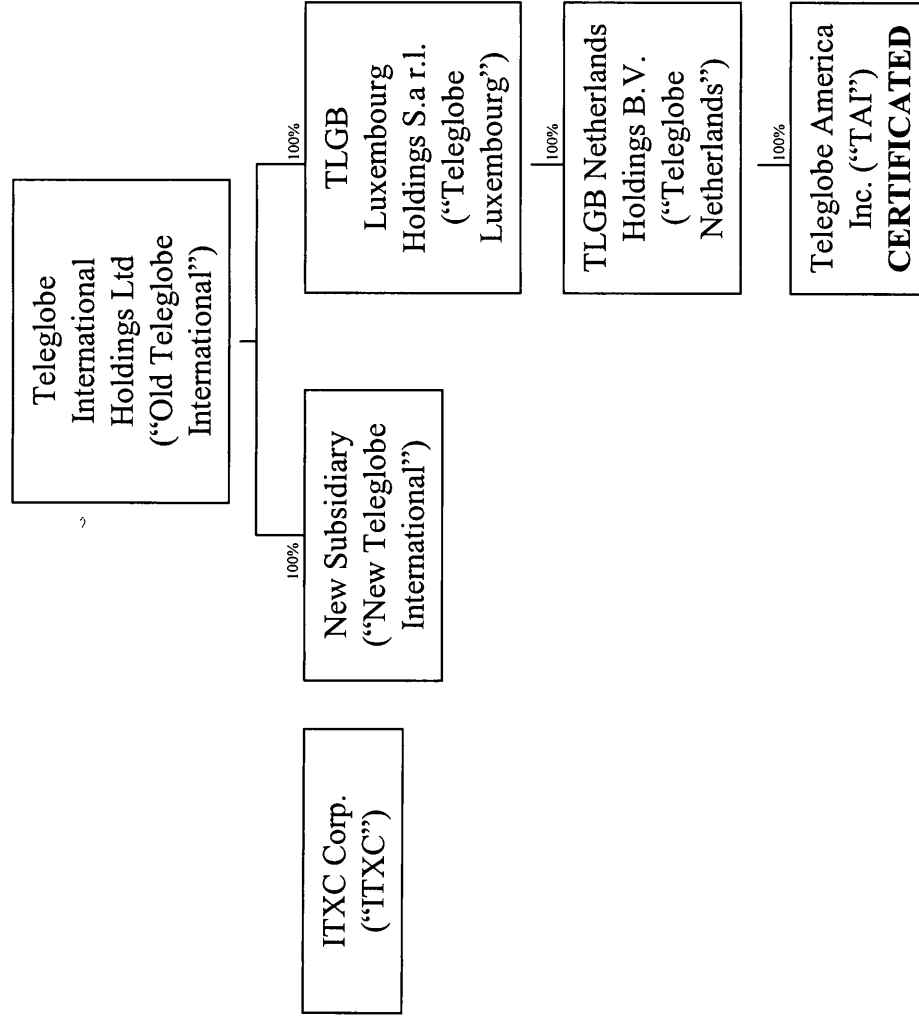 Teleglobe
International
Holdings Ltd
(“Old Teleglobe
International”)
100%
100%
ITXC Corp.
(“ITXC”)
New Subsidiary
(“New Teleglobe
International”)
TLGB
Luxembourg
Holdings S.a r.l.
(“Teleglobe
Luxembourg”)
100%
TLGB Netherlands
Holdings B.V.
(“Teleglobe
Netherlands”)
100%
Teleglobe America
Inc. (“TAI”)
CERTIFICATED